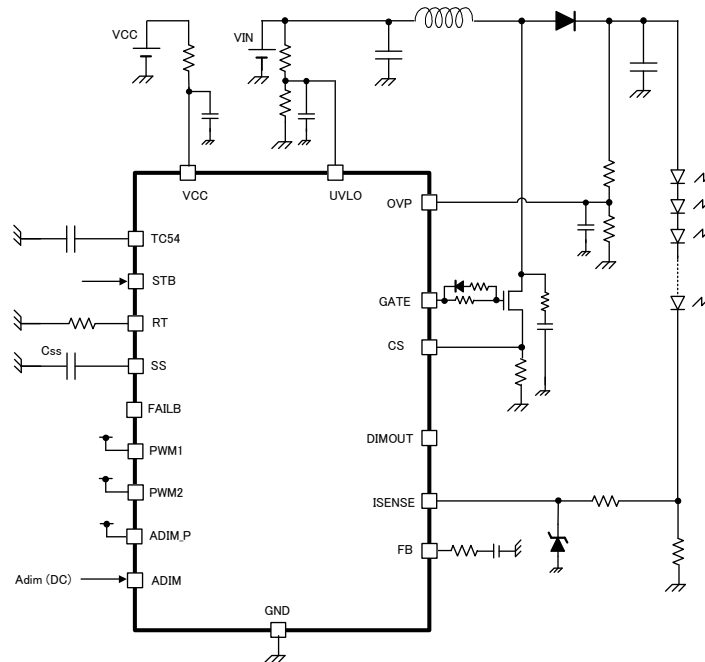 VCC
VIN
VCC
UVLO
OVP
TC54
STB
GATE
RT
CS
Css
SS
FAILB
DIMOUT
PWM1
PWM2
ISENSE
ADIM_P
FB
Adim (DC)
ADIM
GND